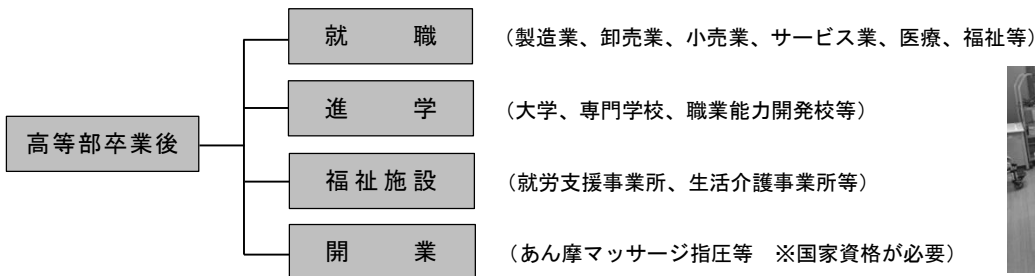 就　職　（製造業、卸売業、小売業、サービス業、医療、福祉等）
進　学　（大学、専門学校、職業能力開発校等）
高等部卒業後
福祉施設　（就労支援事業所、生活介護事業所等）
開　業　（あん摩マッサージ指圧等　※国家資格が必要）